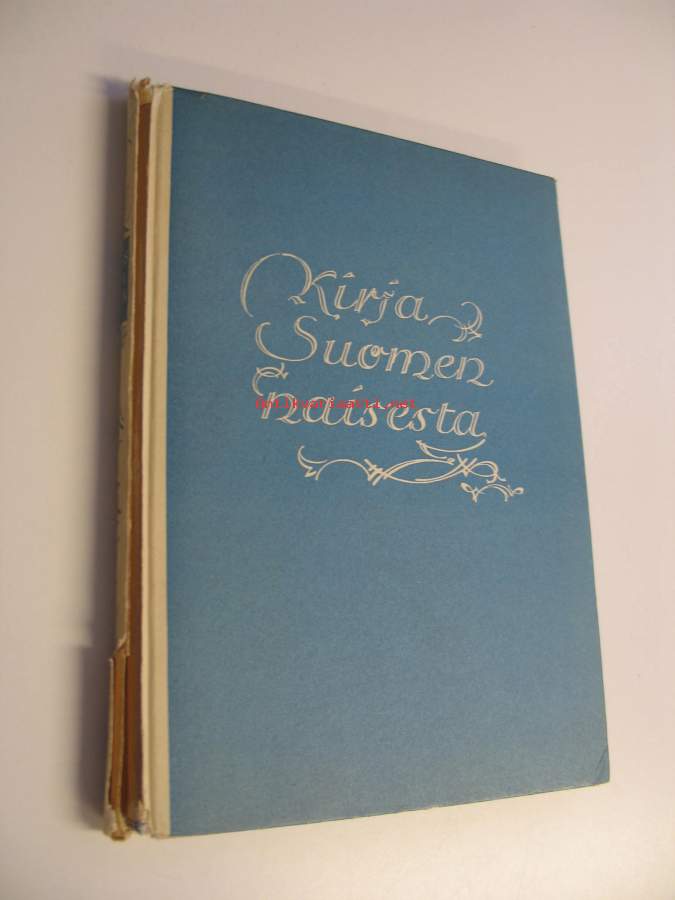 Kirja
Suomen
naisesta
antikvariaatti.net